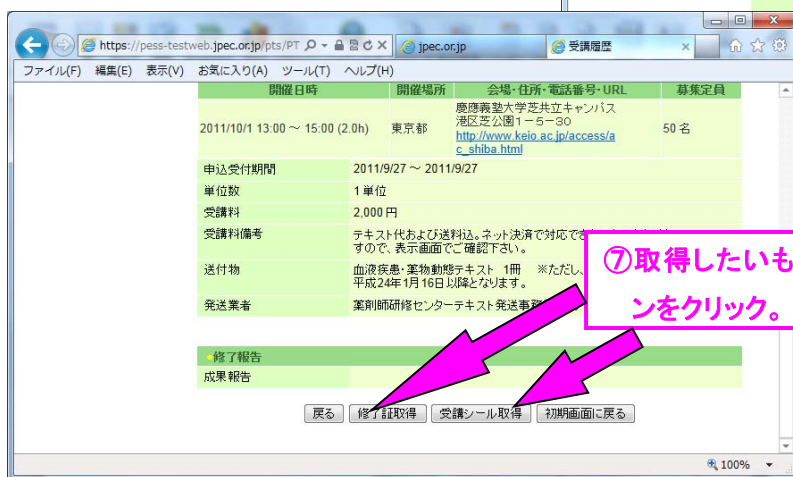 https://pess-testweb.jpec.or.jp/pts/PT
jpec.or.jp
受講履歴
ファイル(F) 編集(E) 表示(V) お気に入り(A) ツール(T) ヘルプ(H)
開催日時 開催場所 会場・住所・電話番号・URL 募集定員
慶應義塾大学芝共立キャンパス
港区芝公園1-5-30
2011/10/1 13:00 ~ 15:00 (2.0h) 東京都 http://www.keio.ac.jp/access/a 50 名
c_shiba.html
申込受付期間 2011/9/27 ~ 2011/9/27
単位数 1 単位
受講料 2,000 円
受講料備考 テキスト代および送料込。ネット決済で対応でき
すので、表示画面でご確認下さい。
送付物 血液疾患・薬物動態テキスト 1冊 ※ただし、
平成24年1月16日以降となります。
発送業者 薬剤師研修センターテキスト発送事務
⑦取得したいも
ンをクリック。
修了報告
成果報告
戻る 修了証取得 受講シール取得 初期画面に戻る
100%